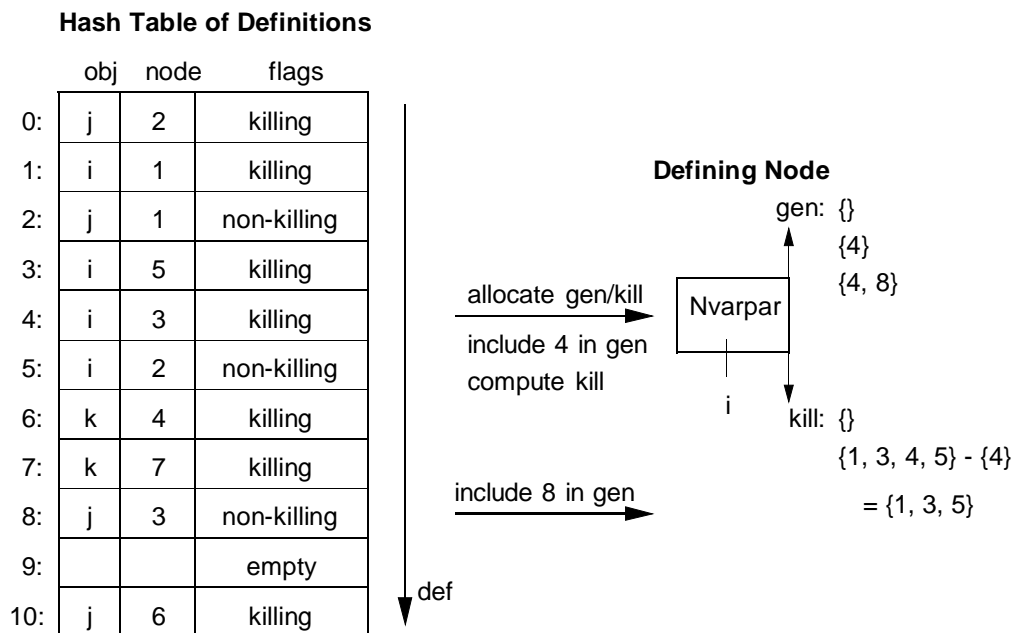 Hash Table of Definitions
obj node flags
0: j 2 killing
1: i 1 killing
2: j 1 non-killing
3: i 5 killing
4: i 3 killing
5: i 2 non-killing
6: k 4 killing
7: k 7 killing
8: j 3 non-killing
9: empty
10: j 6 killing
def
allocate gen/kill
include 4 in gen
compute kill
include 8 in gen
Defining Node
gen: {}
{4}
{4, 8}
Nvarpar
i
kill: {}
{1, 3, 4, 5} - {4}
= {1, 3, 5}